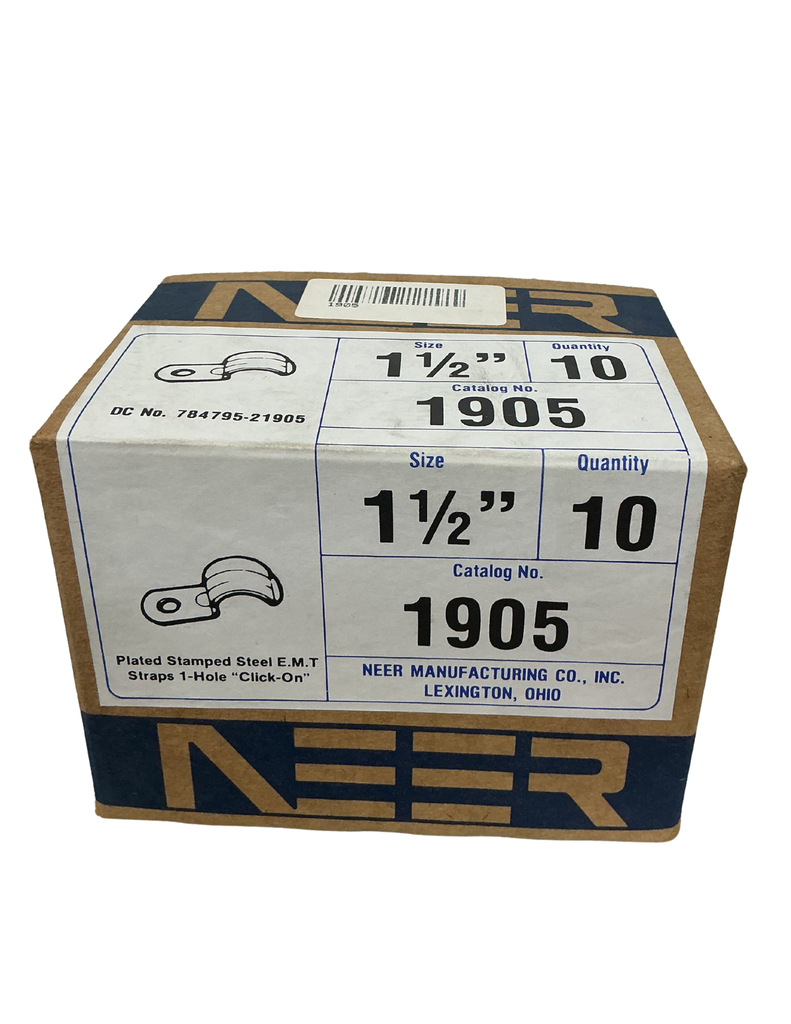 NEER
1905
Size
Quantity
1½”
10
Catalog No.
1905
DC No. 784795-21905
Size
Quantity
1½”
10
Catalog No.
1905
Plated Stamped Steel E.M.T
Straps 1-Hole “Click-On”
NEER MANUFACTURING CO., INC.
LEXINGTON, OHIO
NEER